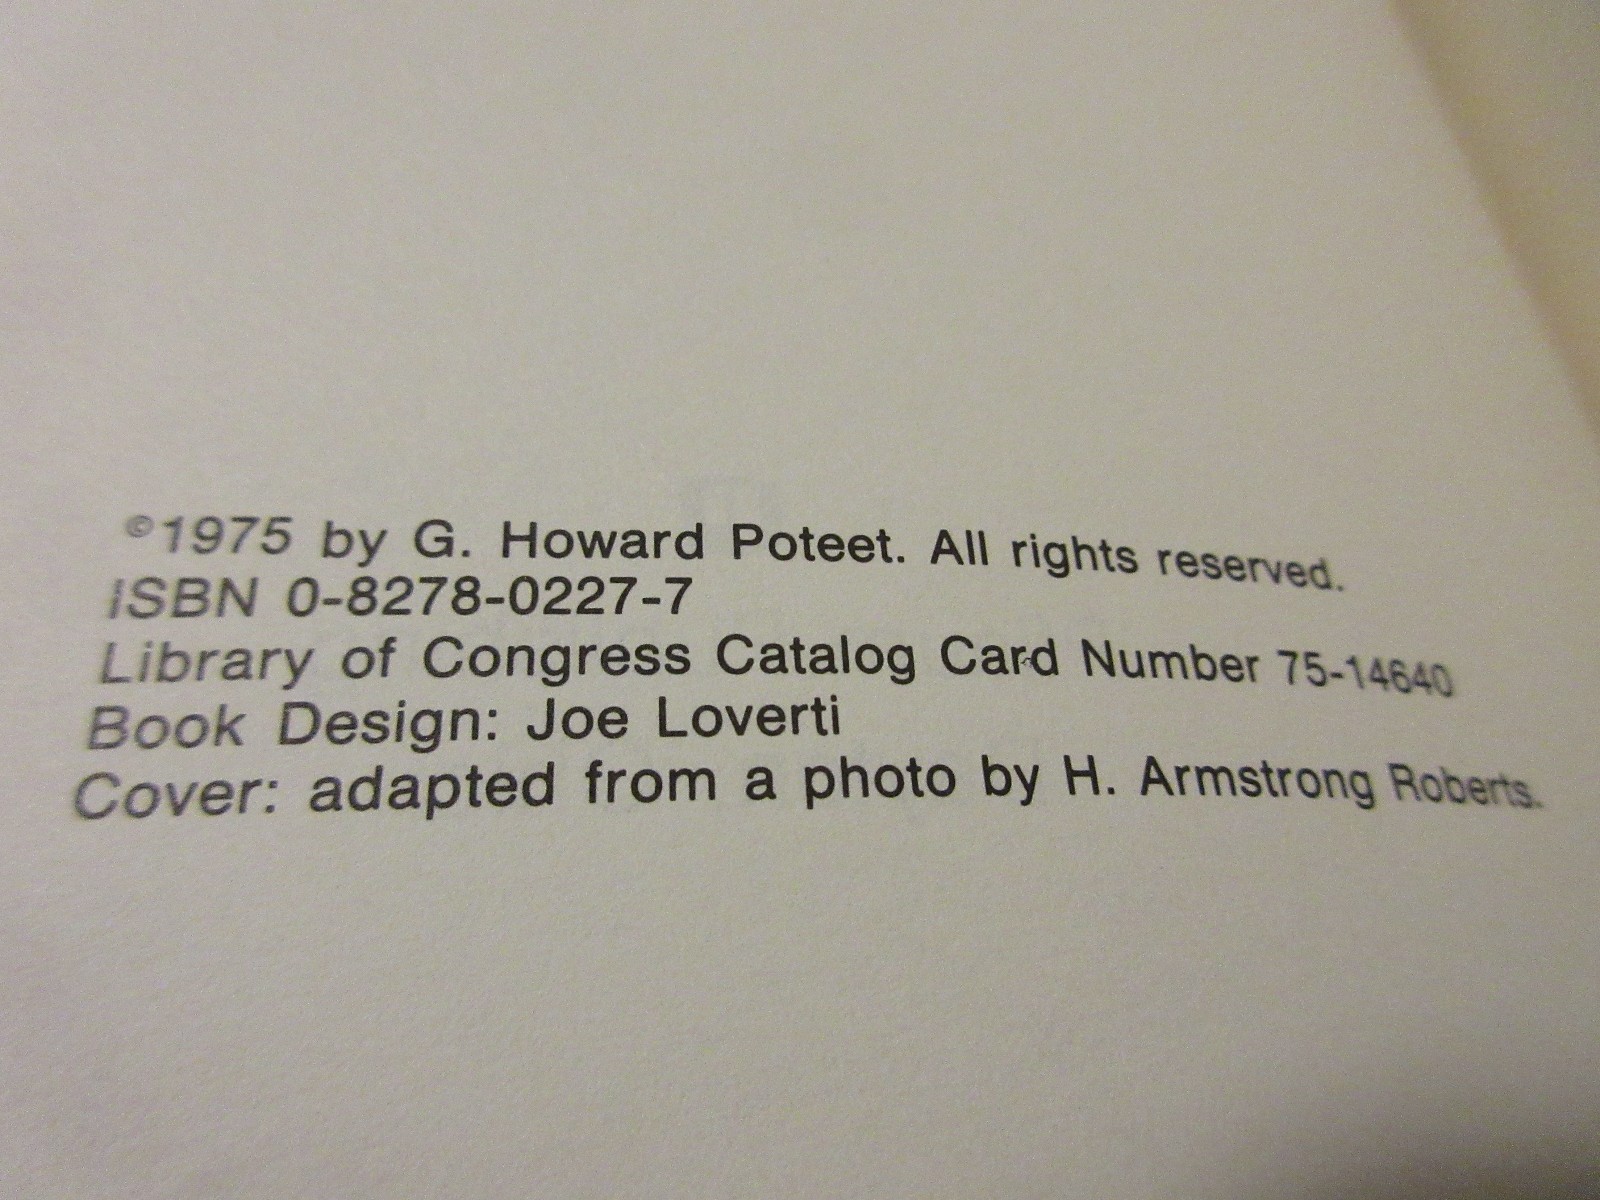 ©1975 by G. Howard Poteet. All rights reserved.
ISBN 0-8278-0227-7
Library of Congress Catalog Card Number 75-14640
Book Design: Joe Loverti
Cover: adapted from a photo by H. Armstrong Roberts.